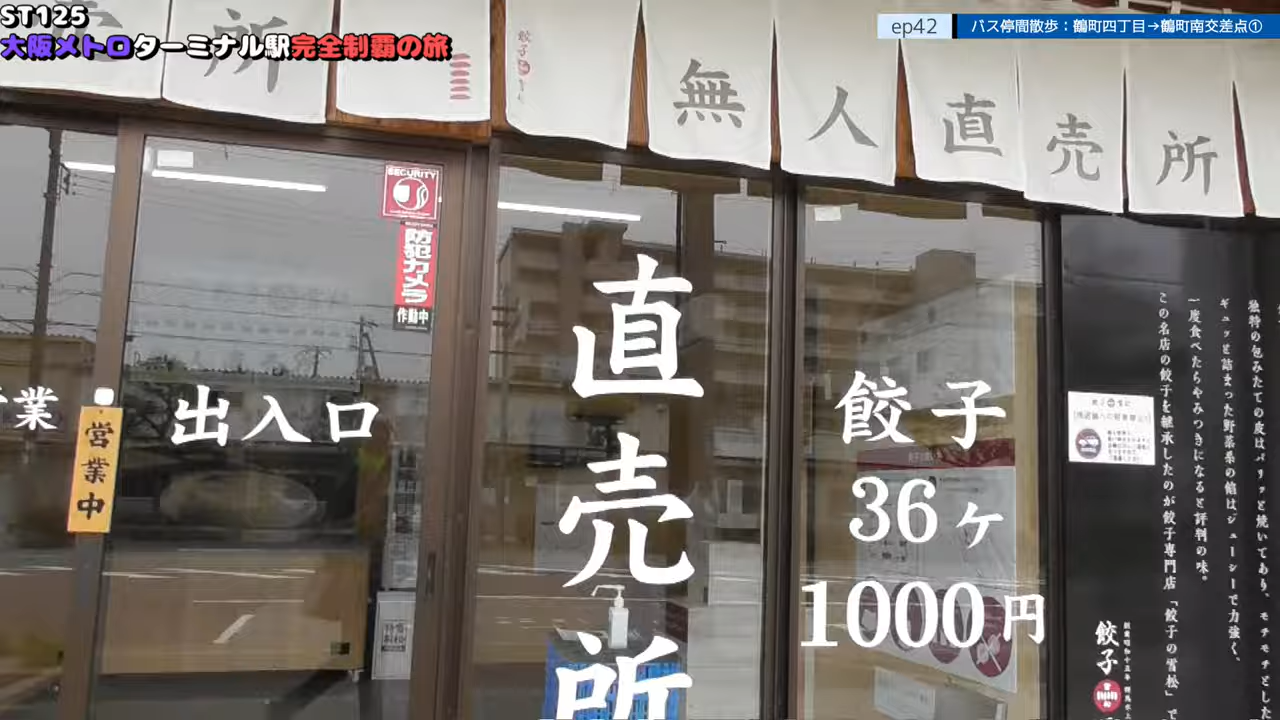 ST125
大阪メトロターミナル駅完全制覇の旅
ep42
バス停間散歩：鶴町四丁目→鶴町南交差点①
売所
餃子
無人直売所
SECURITY
防犯カメラ
作動中
業
営業中
出入口
直売所
餃子
36ヶ
1000円
独特の包みたての皮はパリッと焼いてあり、モチモチとした
ギュッと詰まった野菜系の餡はジューシーで力強く、
一度食べたらやみつきになると評判の味。
この名店の餃子を継承したのが餃子専門店「餃子の雪松」で
餃子